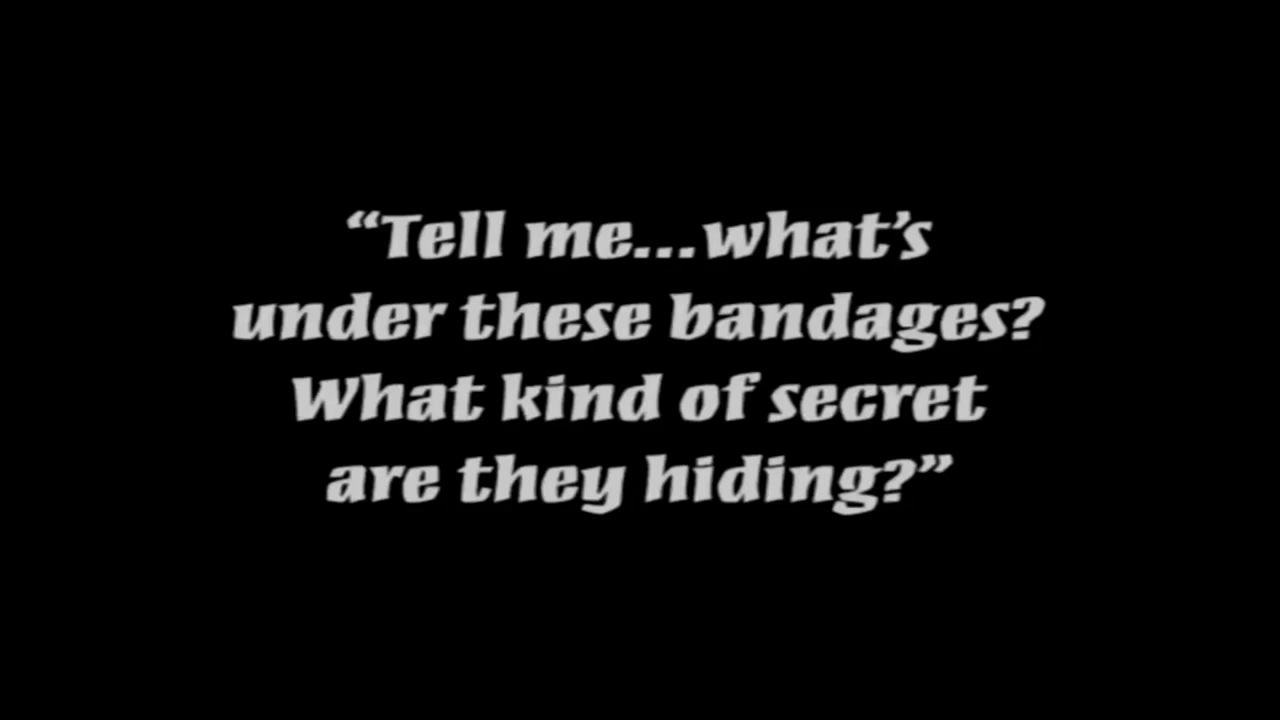 “Tell me...what’s
under these bandages?
What kind of secret
are they hiding?”